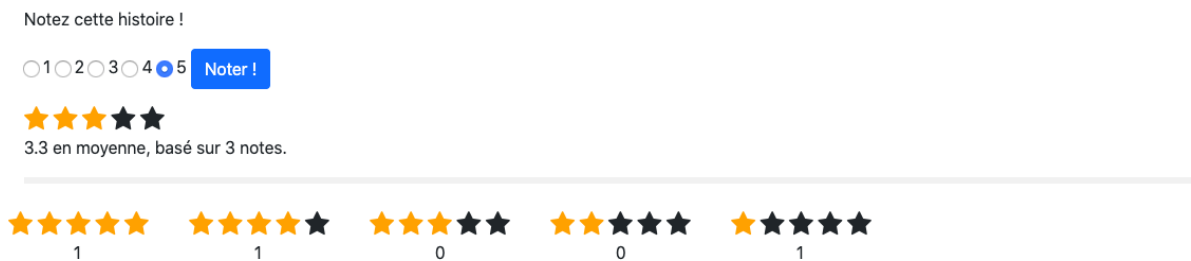 Notez cette histoire !
1 2 3 4 5 Noter !
3.3 en moyenne, basé sur 3 notes.
1 1 0 0 1